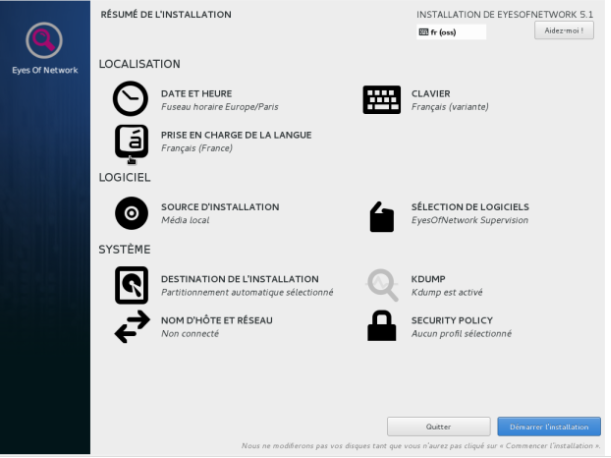 RÉSUMÉ DE L'INSTALLATION
INSTALLATION DE EYESOFNETWORK 5.1
fr (oss)
Aidez-moi !
Eyes Of Network
LOCALISATION
DATE ET HEURE
Fuseau horaire Europe/Paris
CLAVIER
Français (variante)
PRISE EN CHARGE DE LA LANGUE
Français (France)
LOGICIEL
SOURCE D'INSTALLATION
Média local
SÉLECTION DE LOGICIELS
EyesOfNetwork Supervision
SYSTÈME
DESTINATION DE L'INSTALLATION
Partitionnement automatique sélectionné
KDUMP
Kdump est activé
NOM D'HÔTE ET RÉSEAU
Non connecté
SECURITY POLICY
Aucun profil sélectionné
Quitter
Démarrer l'installation
Nous ne modifierons pas vos disques tant que vous n'aurez pas cliqué sur « Commencer l'installation ».